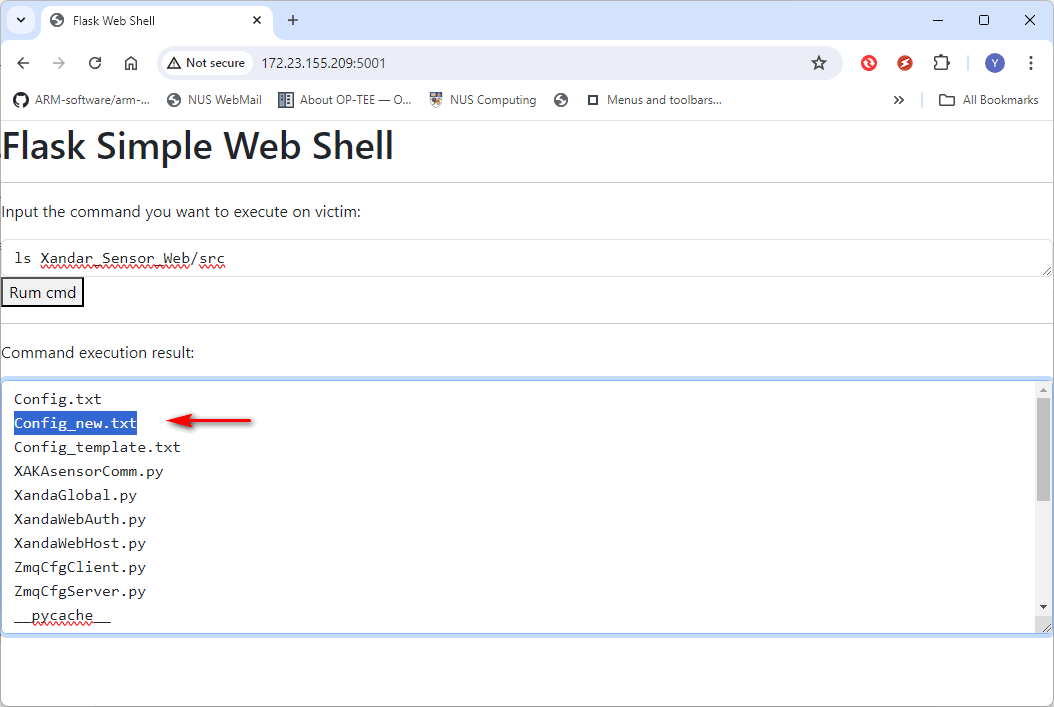 Flask Web Shell
Not secure 172.23.155.209:5001
Y
ARM-software/arm-... NUS WebMail About OP-TEE — O... NUS Computing Menus and toolbars... » All Bookmarks
Flask Simple Web Shell
Input the command you want to execute on victim:
ls Xandar_Sensor_Web/src
Rum cmd
Command execution result:
Config.txt
Config_new.txt
Config_template.txt
XAKAsensorComm.py
XandaGlobal.py
XandaWebAuth.py
XandaWebHost.py
ZmqCfgClient.py
ZmqCfgServer.py
__pycache__